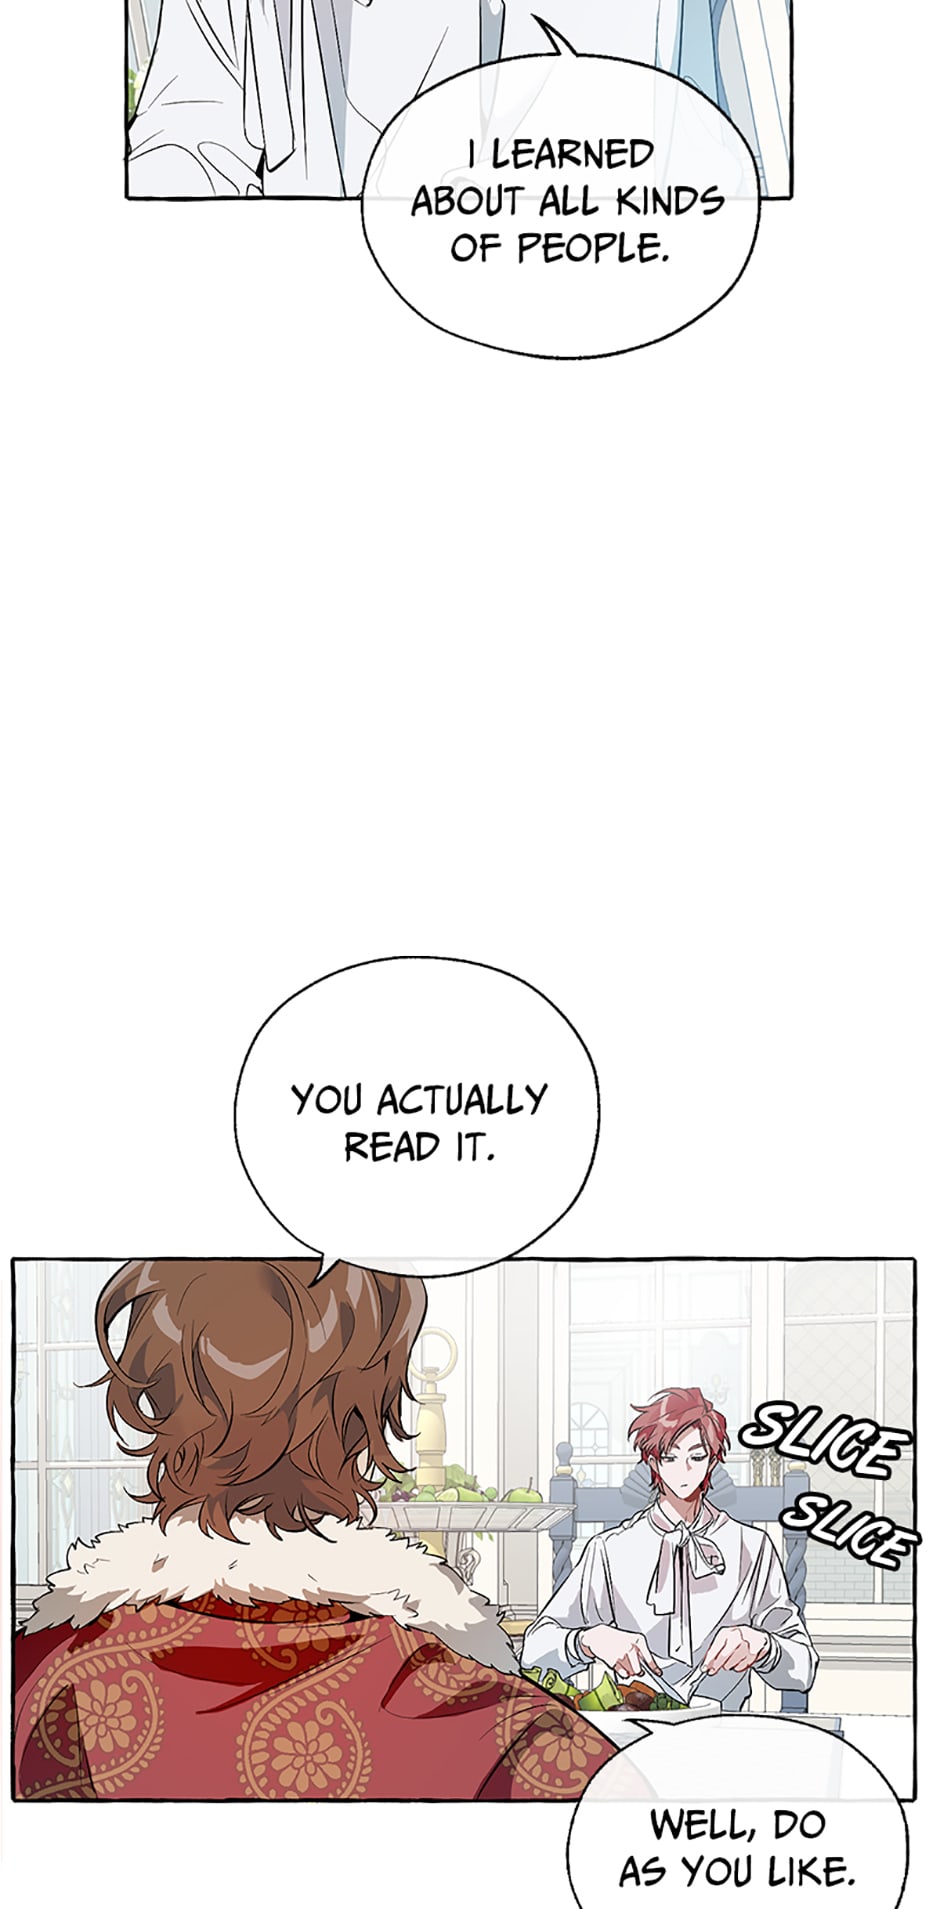 I LEARNED
ABOUT ALL KINDS
OF PEOPLE.
YOU ACTUALLY
READ IT.
SLICE
SLICE
WELL, DO
AS YOU LIKE.